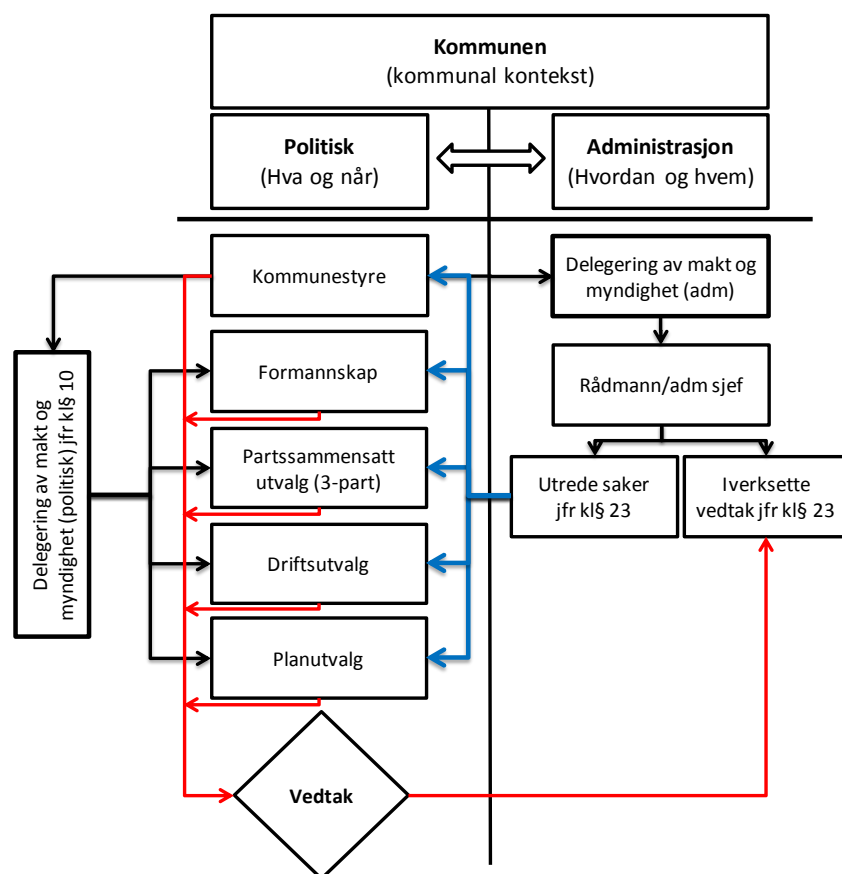 Kommunen
(kommunal kontekst)
Politisk
(Hva og når)
Administrasjon
(Hvordan og hvem)
Kommunestyre
Delegering av makt og
myndighet (adm)
Delegering av makt og
myndighet (politisk) jfr kl§ 10
Formannskap
Rådmann/adm sjef
Partssammensatt
utvalg (3-part)
Utrede saker
jfr kl§ 23
Iverksette
vedtak jfr kl§ 23
Driftsutvalg
Planutvalg
Vedtak